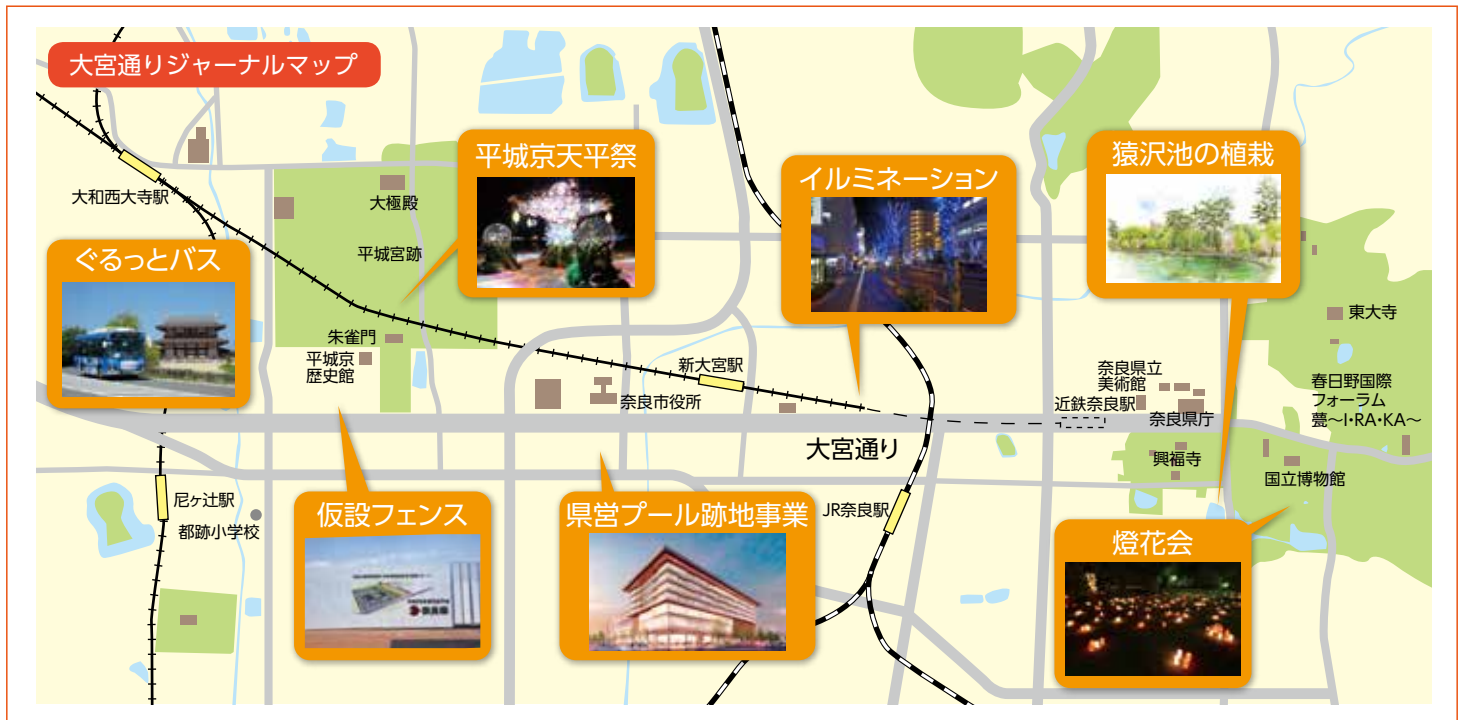 大宮通りジャーナルマップ
平城京天平祭
イルミネーション
猿沢池の植栽
大和西大寺駅
大極殿
平城宮跡
ぐるっとバス
朱雀門
平城京
歴史館
新大宮駅
奈良市役所
奈良県立
美術館
近鉄奈良駅
奈良県庁
東大寺
春日野国際
フォーラム
甍〜I・RA・KA〜
大宮通り
興福寺
国立博物館
尼ヶ辻駅
都跡小学校
仮設フェンス
県営プール跡地事業
JR奈良駅
燈花会